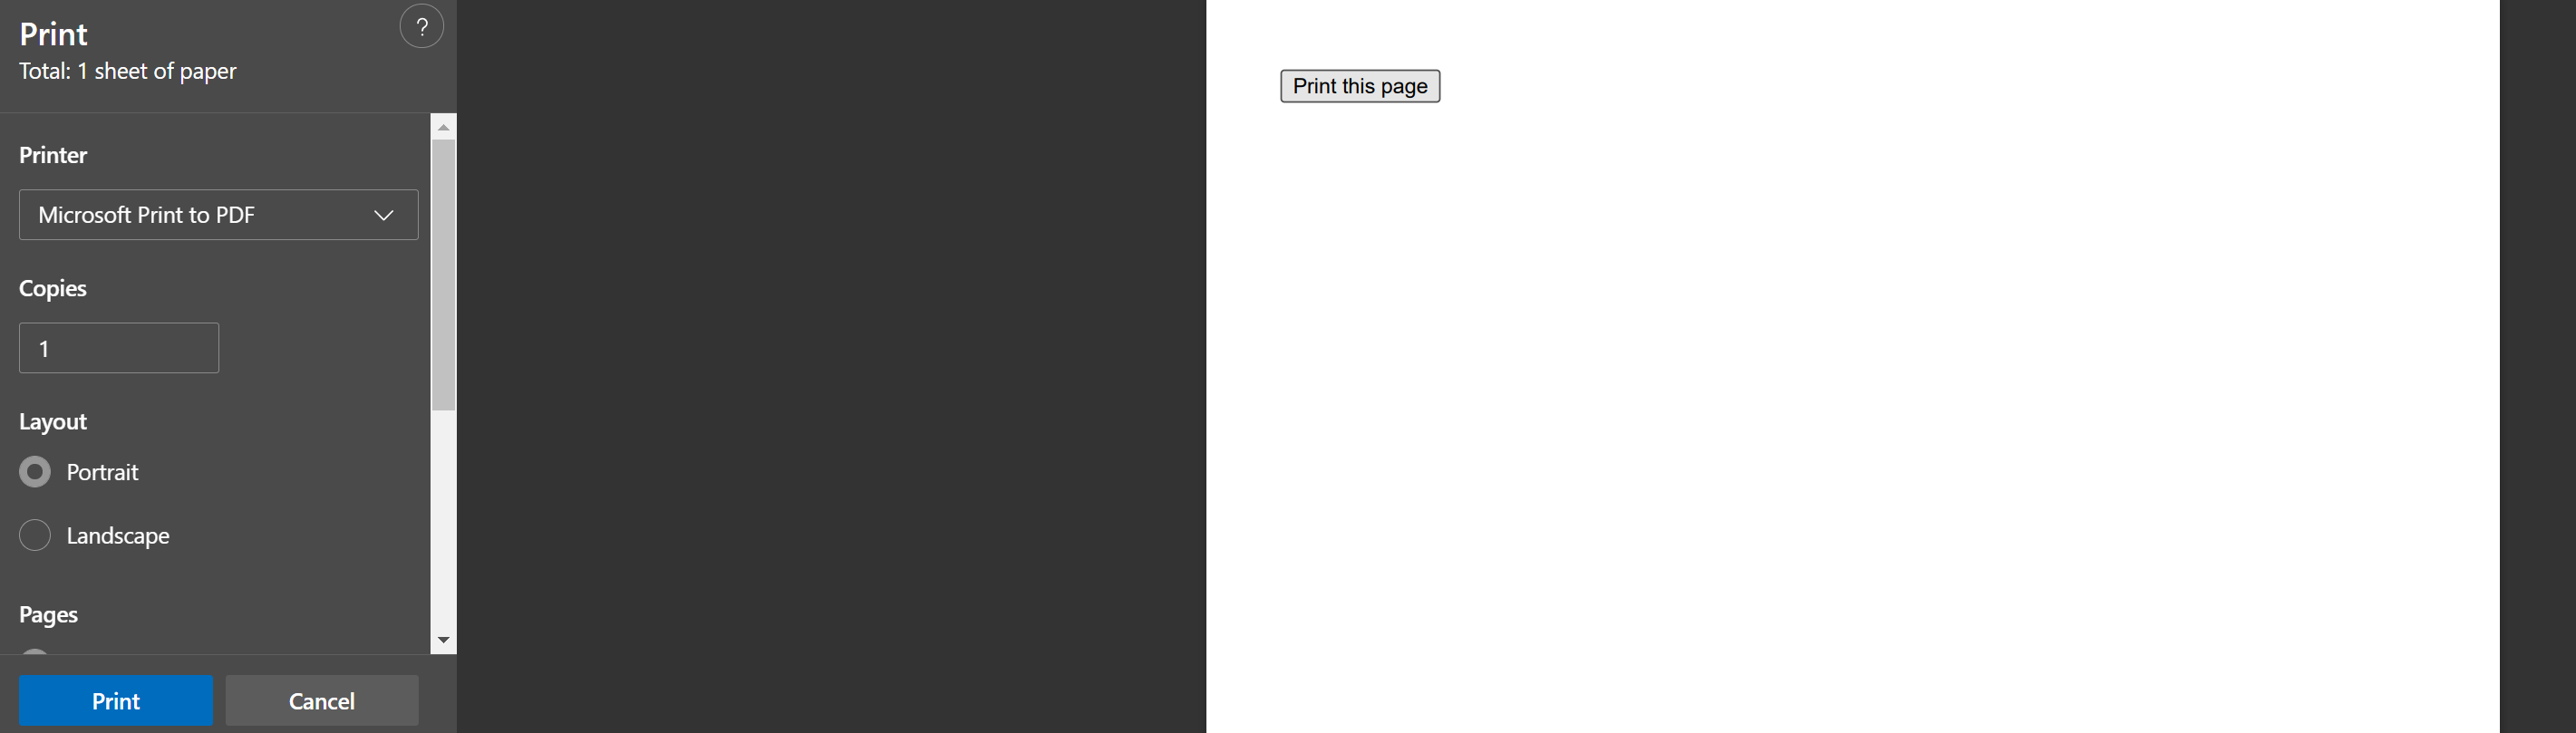 Print
?
Total: 1 sheet of paper
Printer
Microsoft Print to PDF
Copies
1
Layout
Portrait
Landscape
Pages
Print Cancel
Print this page